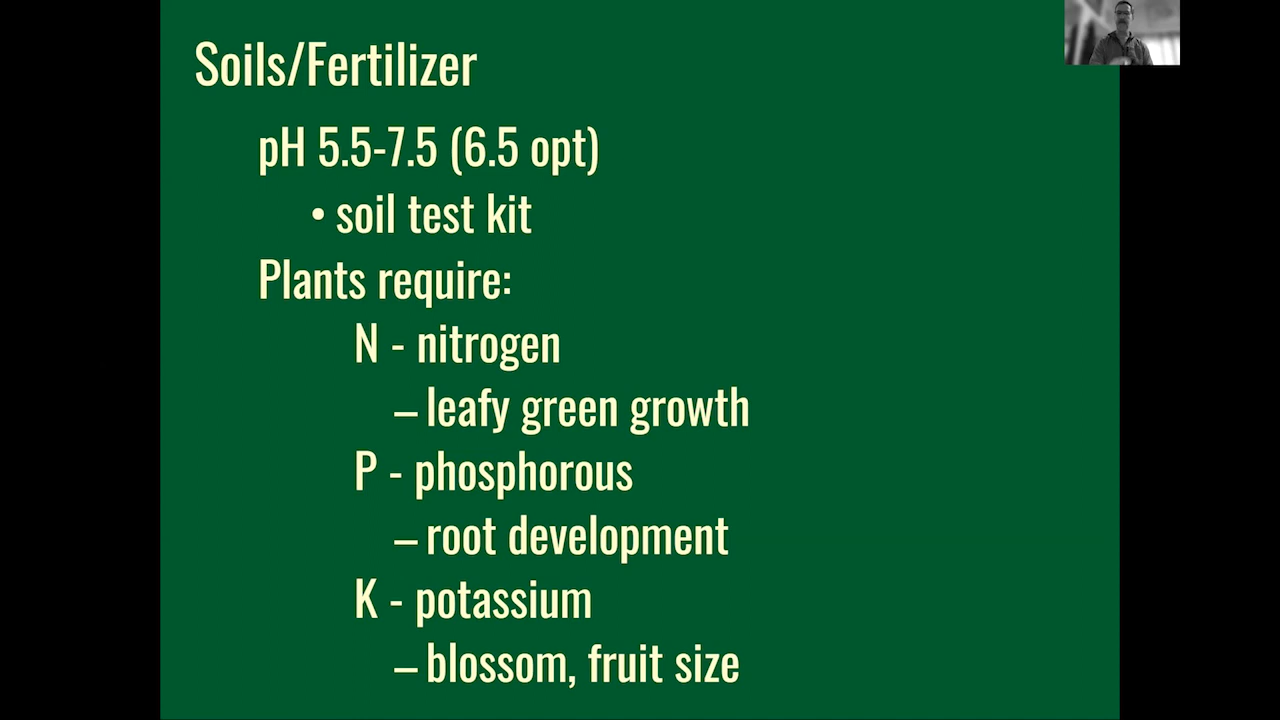 Soils/Fertilizer
pH 5.5-7.5 (6.5 opt)
• soil test kit
Plants require:
N - nitrogen
– leafy green growth
P - phosphorous
– root development
K - potassium
– blossom, fruit size